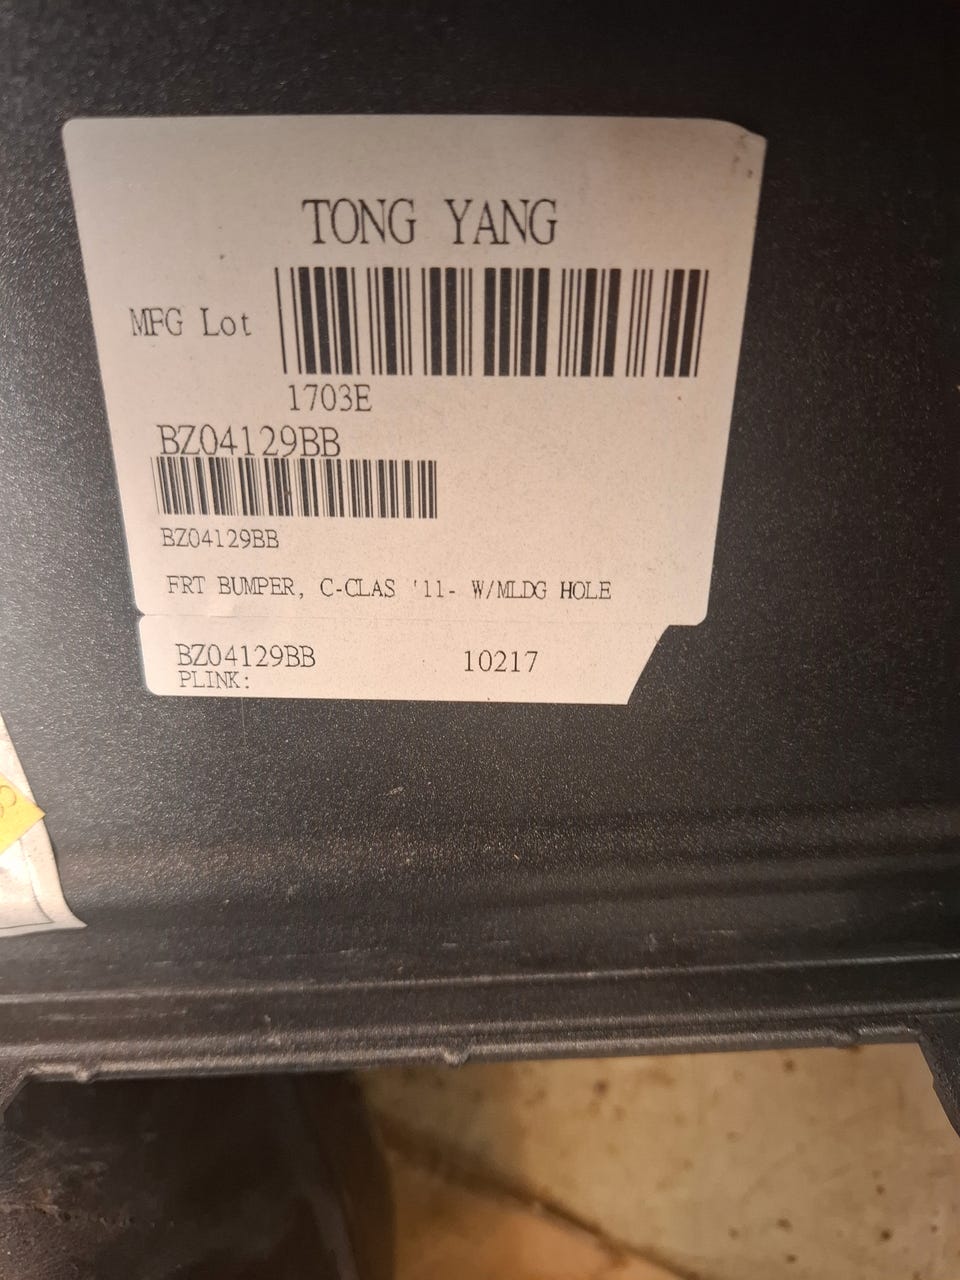 TONG YANG
MFG Lot
1703E
BZ04129BB
BZ04129BB
FRT BUMPER, C-CLAS '11- W/MLDG HOLE
BZ04129BB 10217
PLINK: